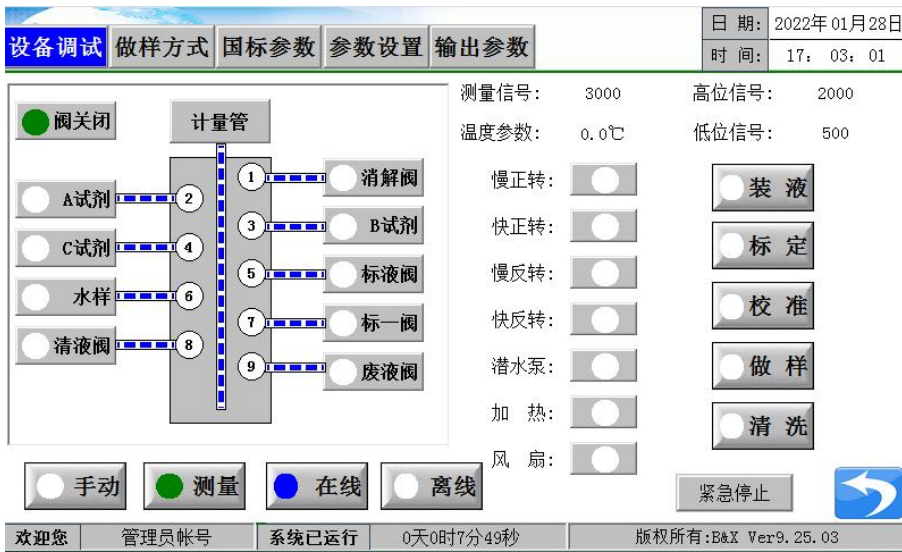 日 期: 2022年01月28日
设备调试 做样方式 国标参数 参数设置 输出参数
时 间: 17: 03: 01
测量信号: 3000 高位信号: 2000
阀关闭 计量管
温度参数: 0.0℃ 低位信号: 500
1 消解阀 慢正转: 装 液
A试剂 2
3 B试剂 快正转: 标 定
C试剂 4
5 标液阀 慢反转:
水样 6
7 标一阀 快反转: 校 准
清液阀 8
9 废液阀 潜水泵: 做 样
加 热: 清 洗
风 扇:
手动 测量 在线 离线 紧急停止
欢迎您 管理员帐号 系统已运行 0天0时7分49秒 版权所有:B&X Ver9.25.03